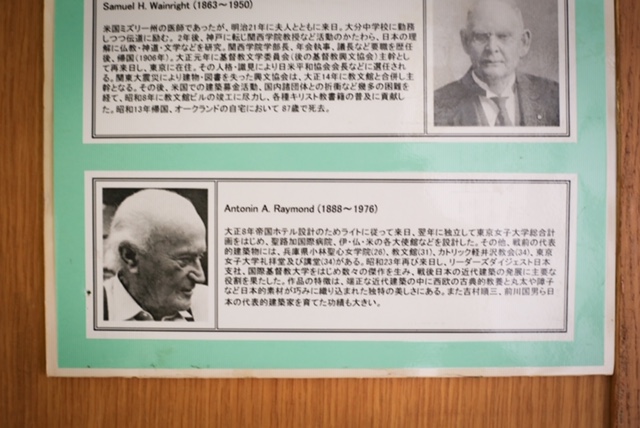 Samuel H. Wainright (1863～1950)
米国ミズリー州の医師であったが、明治21年に夫人とともに来日。大分中学校に勤務
しつつ伝道に励む。2年後、神戸に転じ関西学院教授など活動のかたわら、日本の理
解に仏教・神道・文学などを研究。関西学院学部長、年会執事、議長など要職を歴任
後、帰国(1906年)。大正元年に基督教文学委員会(後の基督教興文協会)主幹とし
て再来日し、東京に在住。その人格・識見により日米平和協会会長などに選任され
る。関東大震災により建物・図書を失った興文協会は、大正14年に教文館と合併し主
幹となる。その後、米国での建築募金活動、国内諸団体との折衝など幾多の困難を
経て、昭和8年に教文館ビルの竣工に尽力し、各種キリスト教書籍の普及に貢献し
た。昭和13年帰国、オークランドの自宅において 87歳で死去。
Antonin A. Raymond (1888～1976)
大正8年帝国ホテル設計のためライトに従って来日、翌年に独立して東京女子大学総合計
画をはじめ、聖路加国際病院、伊・仏・米の各大使館などを設計した。その他、戦前の代表
的建築物には、兵庫県小林聖心女学院(26)、教文館(31)、カトリック軽井沢教会(34)、東京
女子大学礼拝堂及び講堂(34)がある。昭和23年再び来日し、リーダーズダイジェスト日本
支社、国際基督教大学をはじめ数々の傑作を生み、戦後日本の近代建築の発展に主要な
役割を果たした。作品の特徴は、端正な近代建築の中に西欧の古典的教養と丸太や障子
など日本的素材が巧みに織り込まれた独特の美しさにある。また吉村順三、前川国男ら日
本の代表的建築家を育てた功績も大きい。